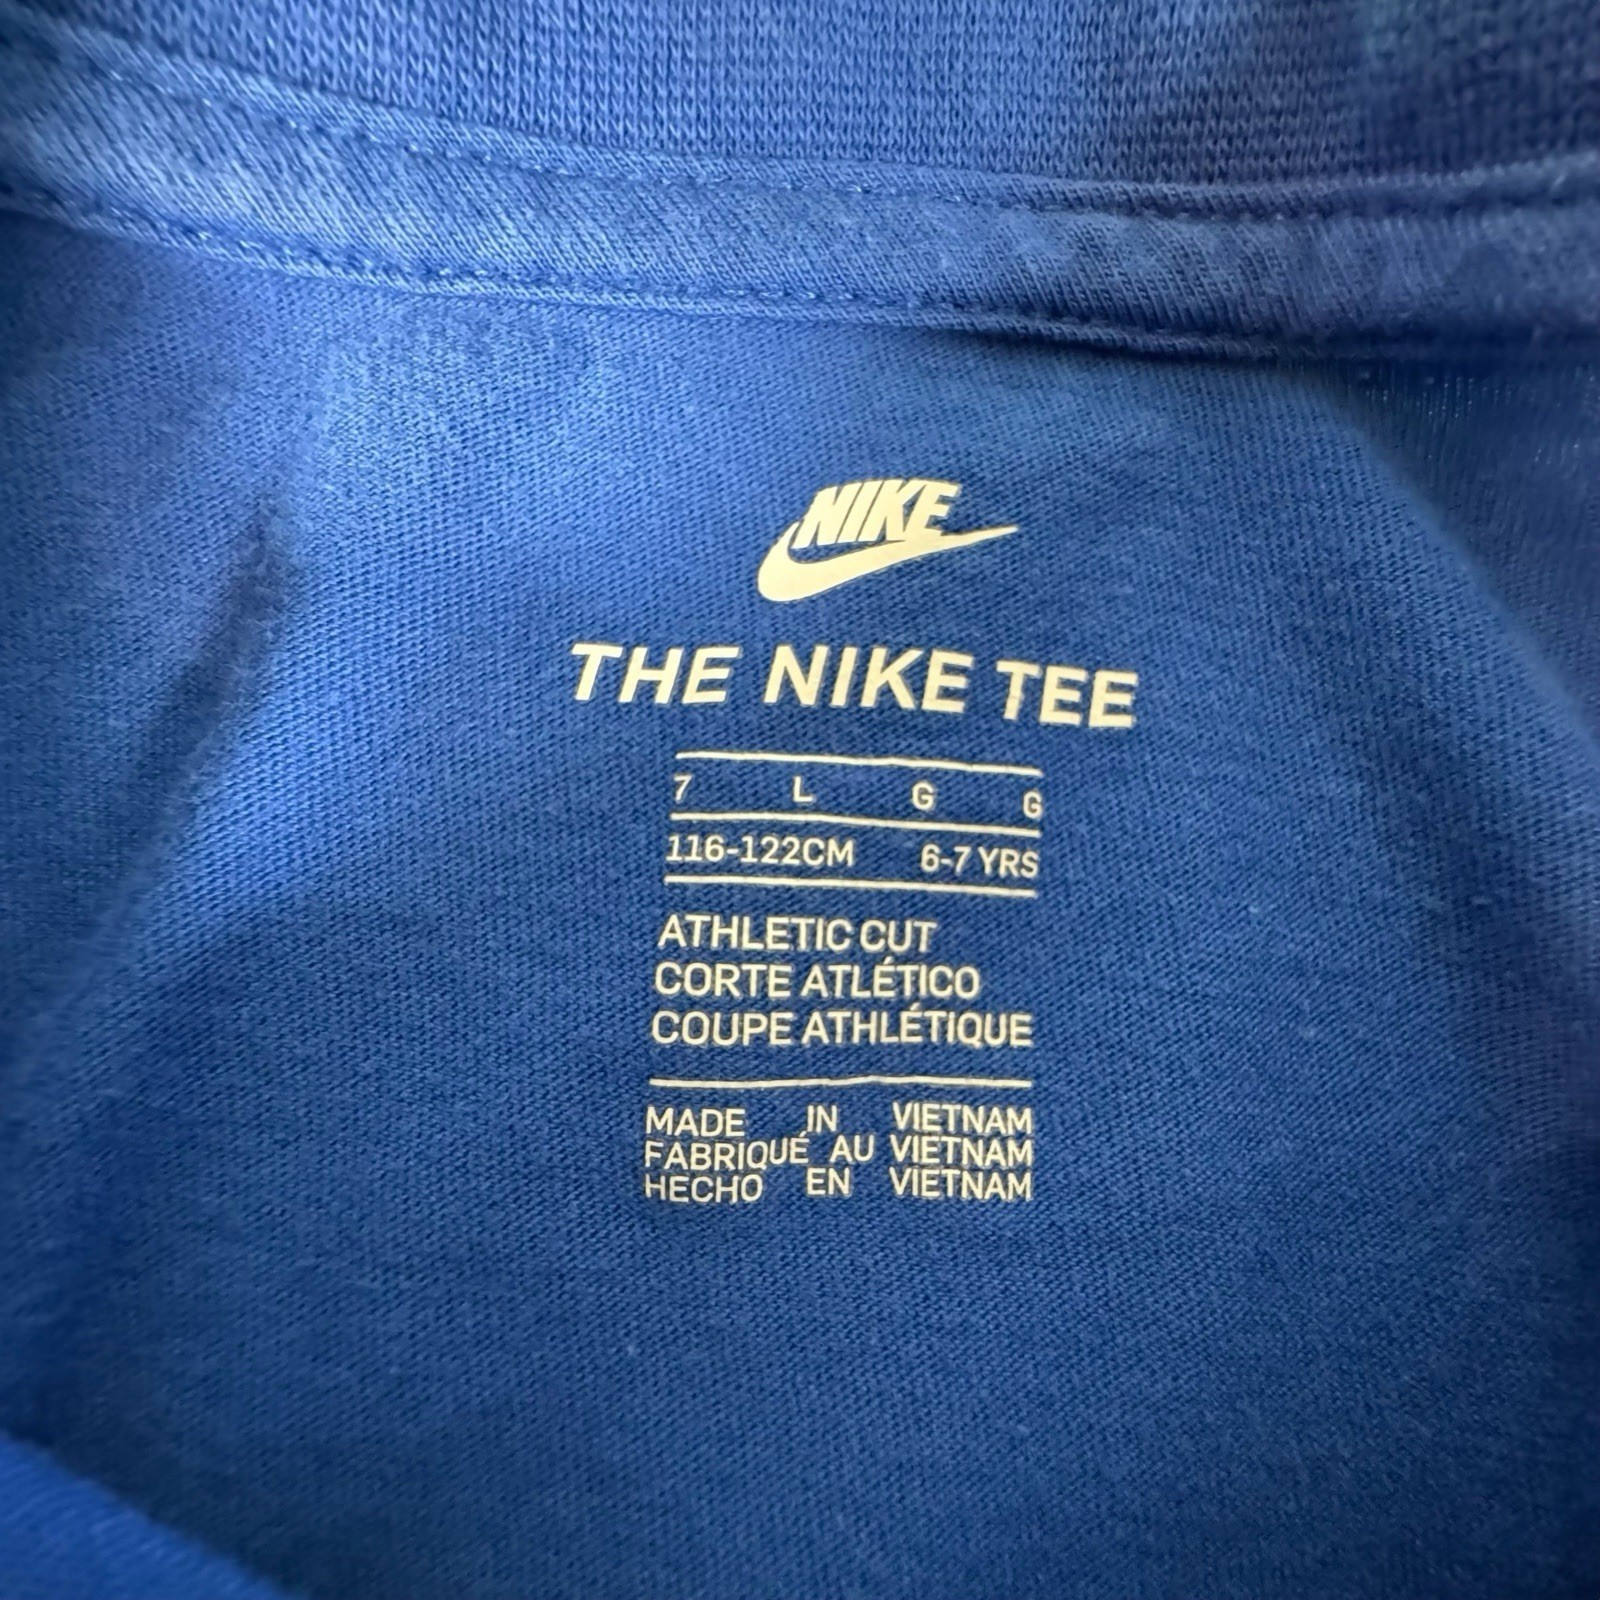 NIKE
THE NIKE TEE
7 L G G
116-122CM 6-7 YRS
ATHLETIC CUT
CORTE ATLÉTICO
COUPE ATHLÉTIQUE
MADE IN VIETNAM
FABRIQUÉ AU VIETNAM
HECHO EN VIETNAM